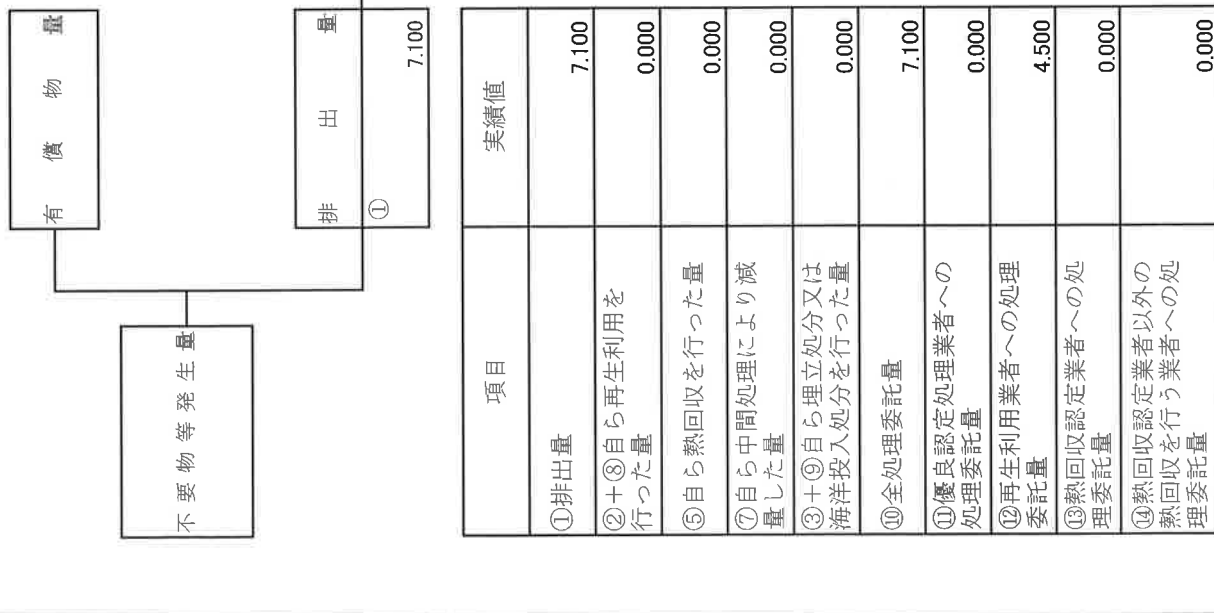 有償物量
不要物等発生量
排出量
①
7.100
項目
実績値
①排出量
7.100
②+⑧自ら再生利用を
行った量
0.000
⑤自ら熱回収を行った量
0.000
⑦自ら中間処理により減
量した量
0.000
③+⑨自ら埋立処分又は
海洋投入処分を行った量
0.000
⑩全処理委託量
7.100
⑪優良認定処理業者への
処理委託量
0.000
⑫再生利用業者への処理
委託量
4.500
⑬熱回収認定業者への処
理委託量
0.000
⑭熱回収認定業者以外の
熱回収を行う業者への処
理委託量
0.000